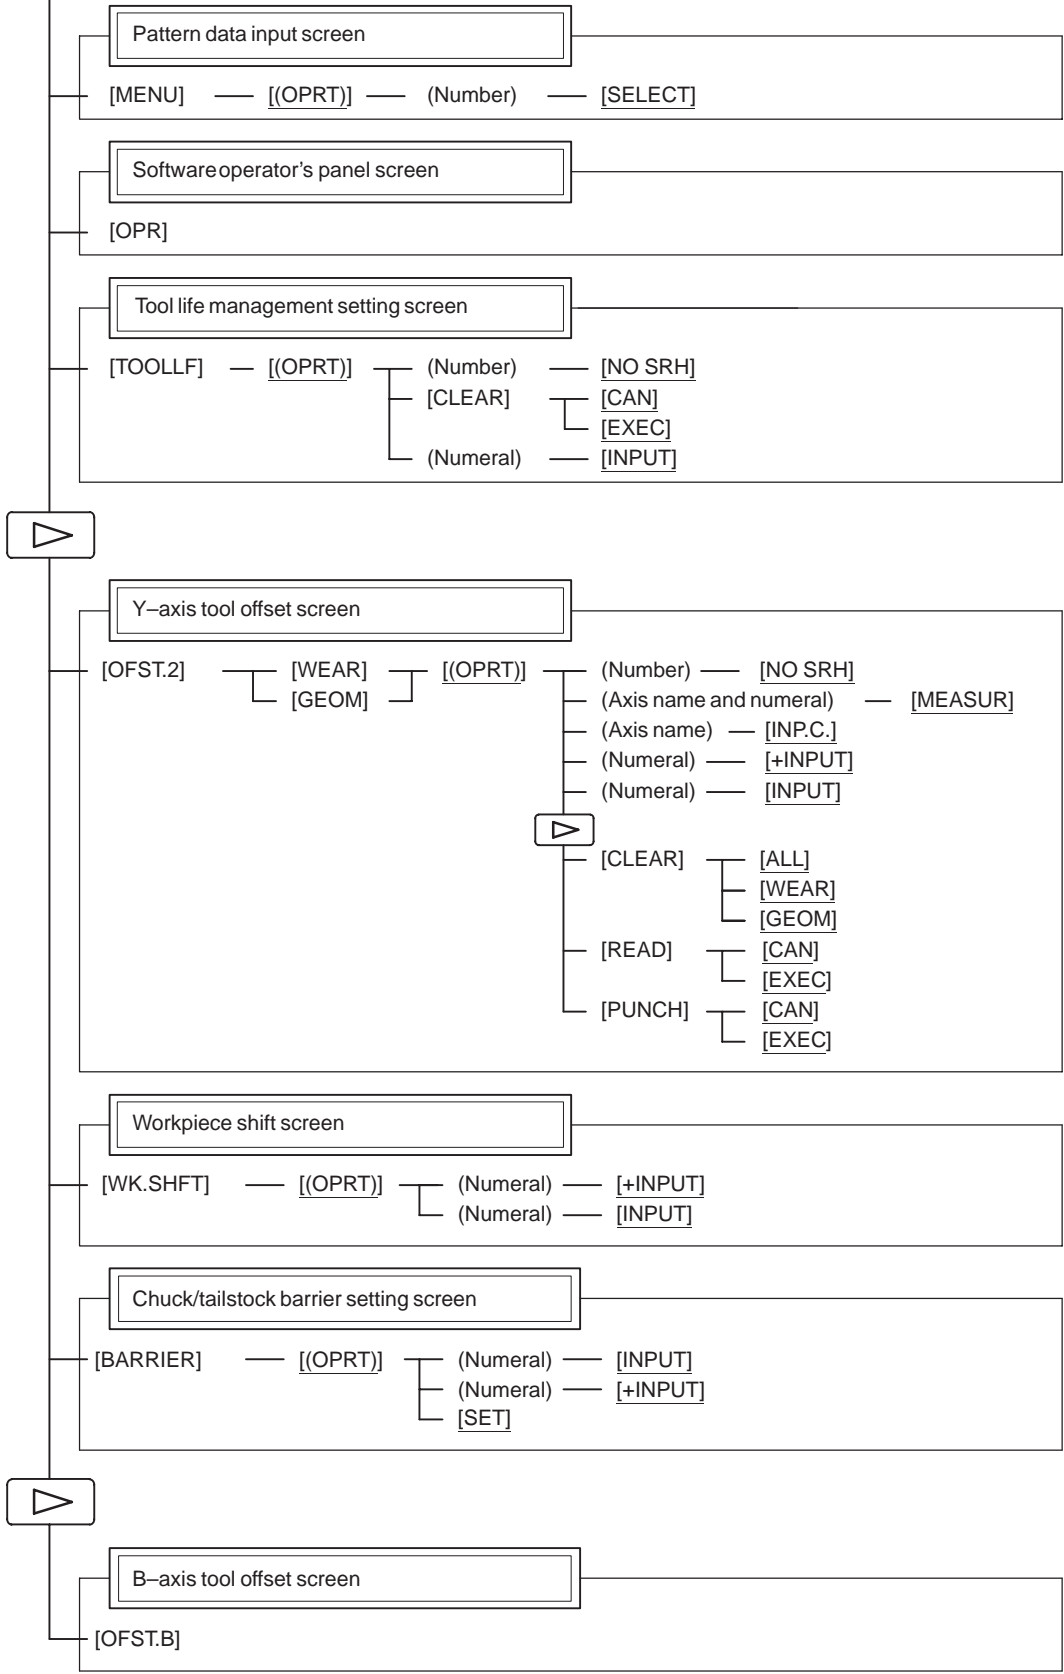 Pattern data input screen
[MENU] [(OPRT)] (Number) [SELECT]
Software operator's panel screen
[OPR]
Tool life management setting screen
[TOOLLF] [(OPRT)] (Number) [NO SRH]
[CLEAR] [CAN]
[EXEC]
(Numeral) [INPUT]
Y–axis tool offset screen
[OFST.2] [WEAR] [(OPRT)] (Number) [NO SRH]
[GEOM] (Axis name and numeral) [MEASUR]
(Axis name) [INP.C.]
(Numeral) [+INPUT]
(Numeral) [INPUT]
[CLEAR] [ALL]
[WEAR]
[GEOM]
[READ] [CAN]
[EXEC]
[PUNCH] [CAN]
[EXEC]
Workpiece shift screen
[WK.SHFT] [(OPRT)] (Numeral) [+INPUT]
(Numeral) [INPUT]
Chuck/tailstock barrier setting screen
[BARRIER] [(OPRT)] (Numeral) [INPUT]
(Numeral) [+INPUT]
[SET]
B–axis tool offset screen
[OFST.B]